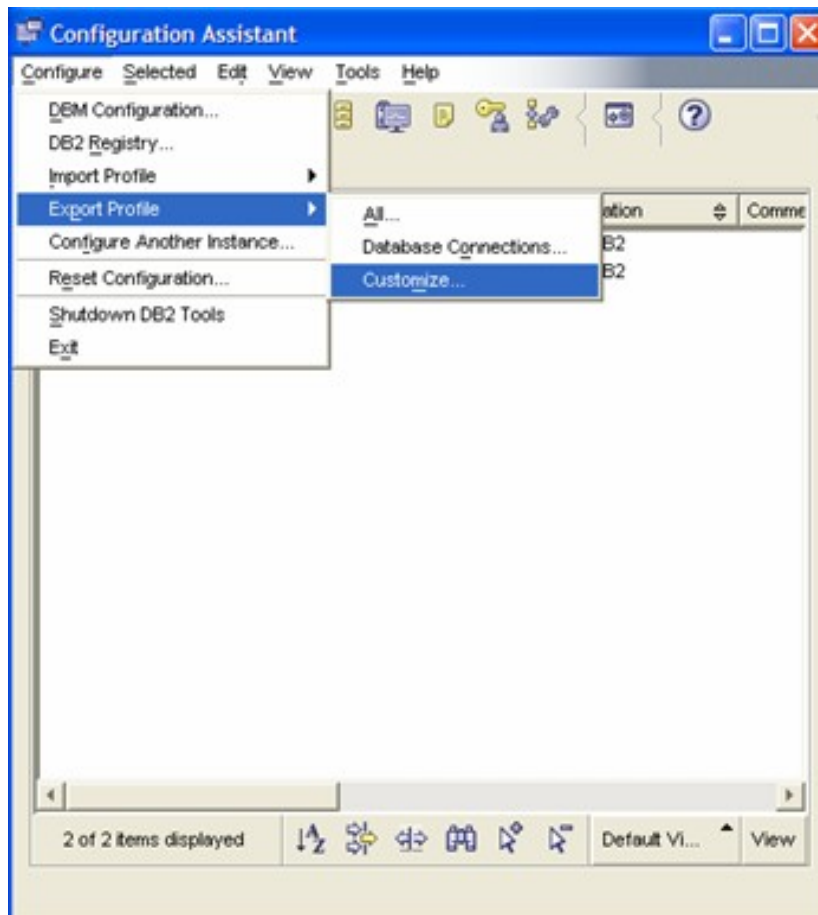 Configuration Assistant
Configure Selected Edit View Tools Help
DBM Configuration...
DB2 Registry...
Import Profile
Export Profile
All...
ation
Comme
Configure Another Instance...
Database Connections...
B2
Reset Configuration...
Customize...
B2
Shutdown DB2 Tools
Exit
2 of 2 items displayed
Default Vi...
View